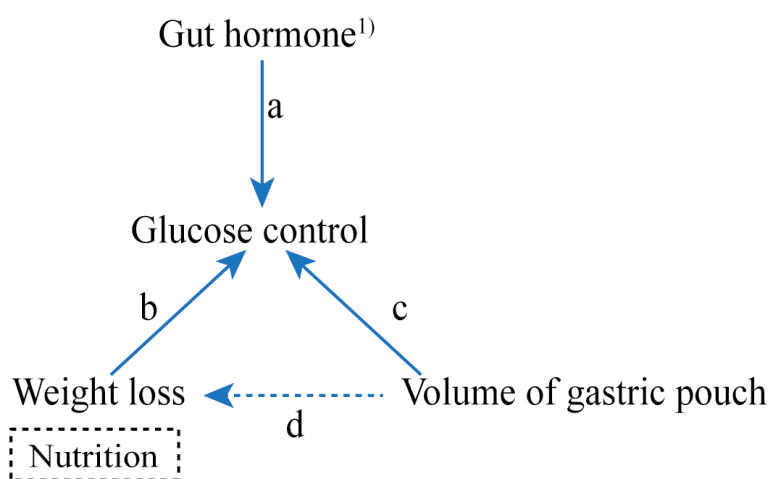 Gut hormone¹⁾
a
Glucose control
b
c
Weight loss
Volume of gastric pouch
d
Nutrition